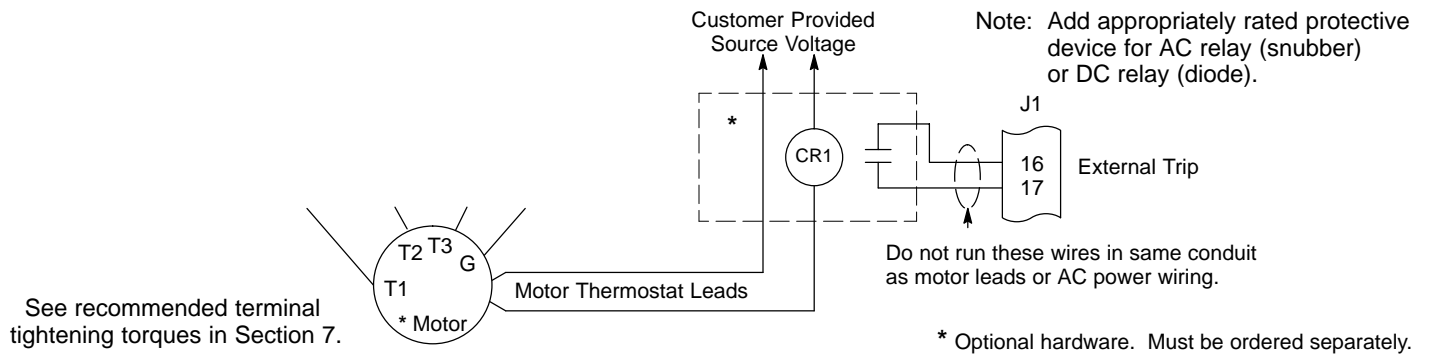 Customer Provided
Source Voltage
Note: Add appropriately rated protective
device for AC relay (snubber)
or DC relay (diode).
J1
*
CR1
16
17
External Trip
Do not run these wires in same conduit
as motor leads or AC power wiring.
T2 T3
G
T1
* Motor
Motor Thermostat Leads
See recommended terminal
tightening torques in Section 7.
* Optional hardware. Must be ordered separately.